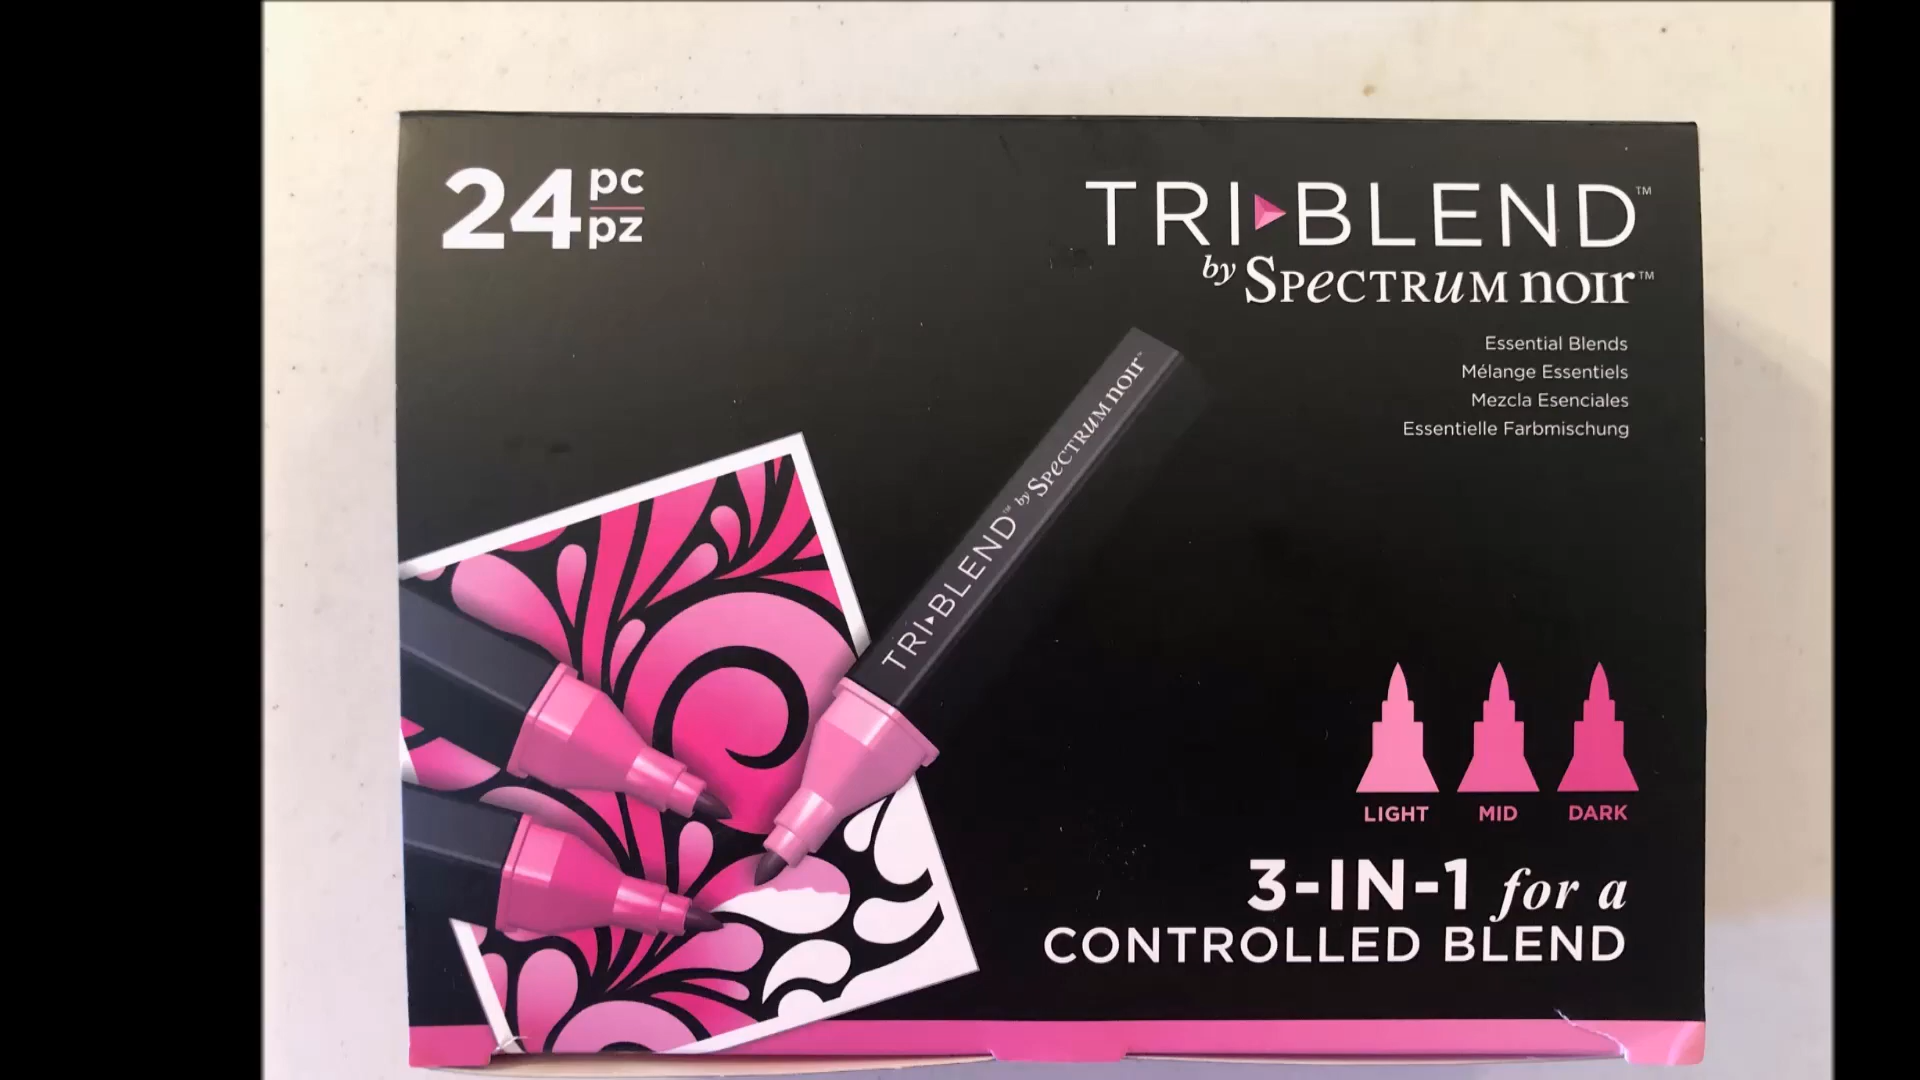 24 pc
pz
TRI▸BLEND™
by SPECTRUM noir™
Essential Blends
Mélange Essentiels
Mezcla Esenciales
Essentielle Farbmischung
TRI▸BLEND™ by SPECTRUM noir™
LIGHT MID DARK
3-IN-1 for a
CONTROLLED BLEND